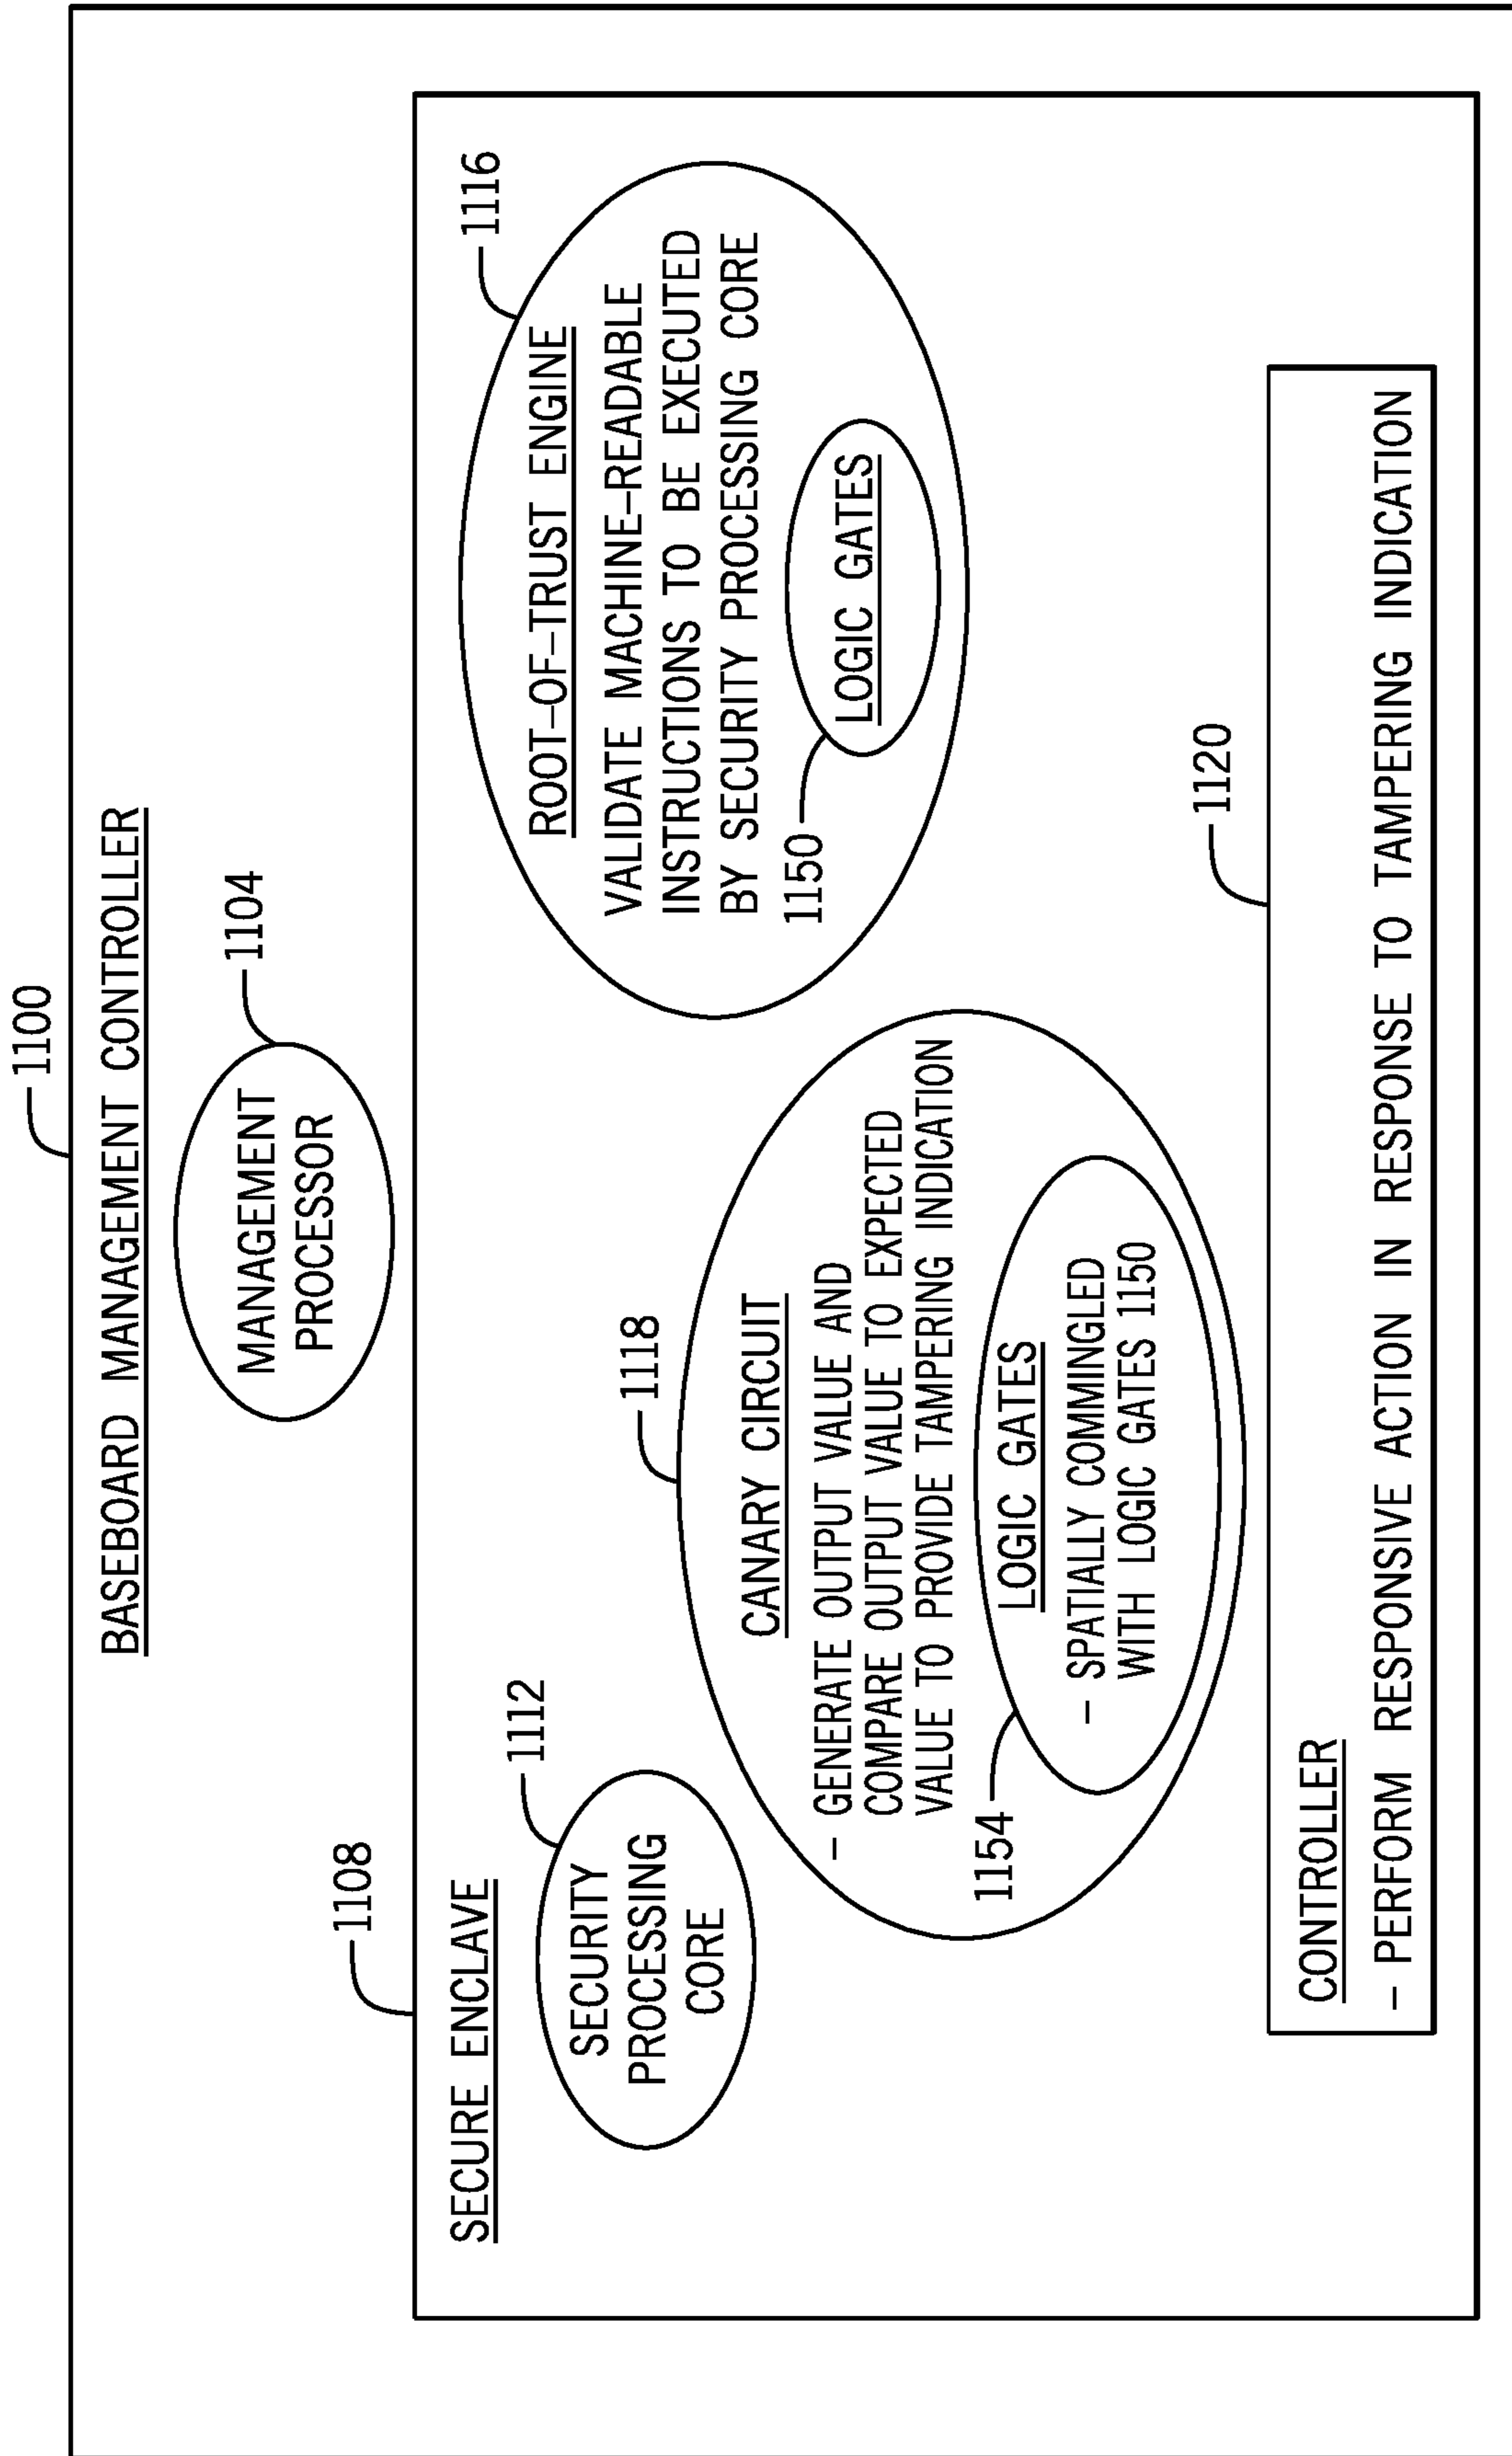 1100
BASEBOARD MANAGEMENT CONTROLLER
MANAGEMENT
PROCESSOR
1104
1108
SECURE ENCLAVE
SECURITY
PROCESSING
CORE
1112
1118
CANARY CIRCUIT
– GENERATE OUTPUT VALUE AND
COMPARE OUTPUT VALUE TO EXPECTED
VALUE TO PROVIDE TAMPERING INDICATION
1154
LOGIC GATES
– SPATIALLY COMMINGLED
WITH LOGIC GATES 1150
1116
ROOT–OF–TRUST ENGINE
VALIDATE MACHINE–READABLE
INSTRUCTIONS TO BE EXECUTED
BY SECURITY PROCESSING CORE
1150
LOGIC GATES
1120
CONTROLLER
– PERFORM RESPONSIVE ACTION IN RESPONSE TO TAMPERING INDICATION